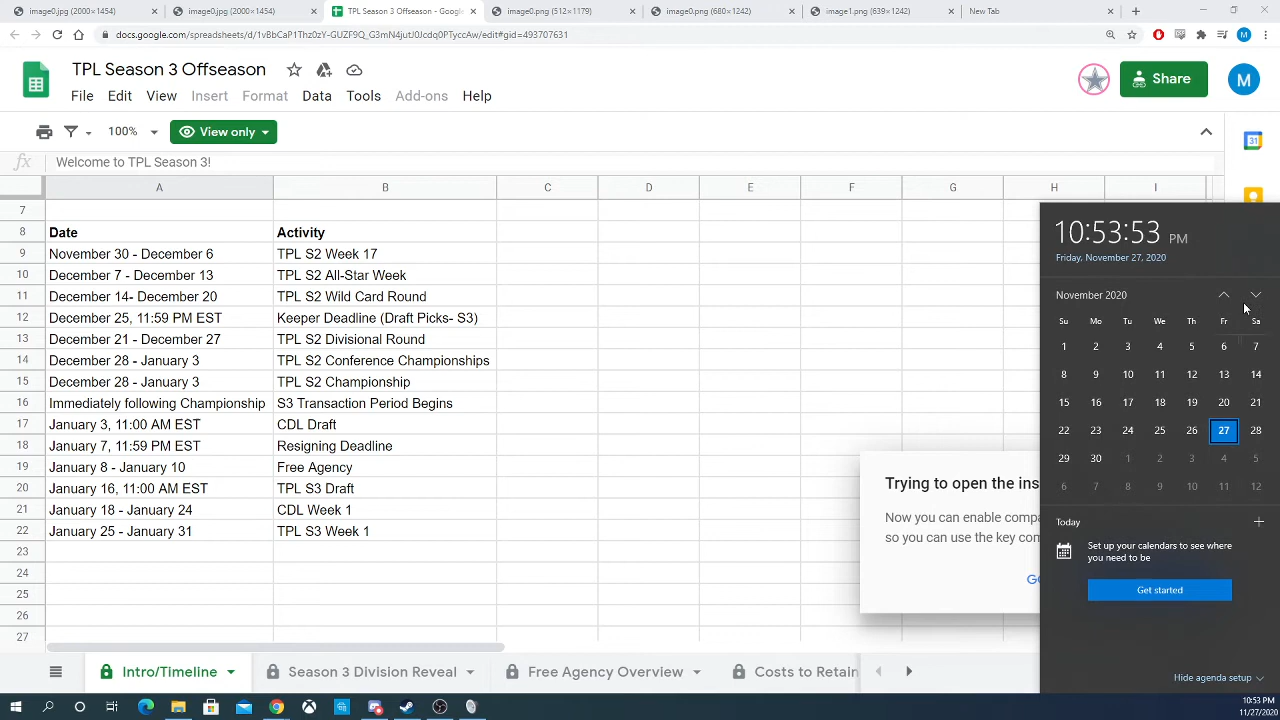 image0.jpg (2000×1454)
image0.jpg (2000×1454)
TPL Season 3 Offseason - Google
image0.png (512×1179)
image0.png (680×1242)
image1.png (639×1242)
New Tab
docs.google.com/spreadsheets/d/1vBbCaP1Thz0zY-GUZF9Q_G3mN4jutJ0Jcdq0PTyccAw/edit#gid=493707631
TPL Season 3 Offseason
File Edit View Insert Format Data Tools Add-ons Help
Share
M
100%
View only
fx Welcome to TPL Season 3!
A B C D E F G H I
7
8 Date Activity
9 November 30 - December 6 TPL S2 Week 17
10 December 7 - December 13 TPL S2 All-Star Week
11 December 14- December 20 TPL S2 Wild Card Round
12 December 25, 11:59 PM EST Keeper Deadline (Draft Picks- S3)
13 December 21 - December 27 TPL S2 Divisional Round
14 December 28 - January 3 TPL S2 Conference Championships
15 December 28 - January 3 TPL S2 Championship
16 Immediately following Championship S3 Transaction Period Begins
17 January 3, 11:00 AM EST CDL Draft
18 January 7, 11:59 PM EST Resigning Deadline
19 January 8 - January 10 Free Agency
20 January 16, 11:00 AM EST TPL S3 Draft
21 January 18 - January 24 CDL Week 1
22 January 25 - January 31 TPL S3 Week 1
23
24
25
26
27
Trying to open the ins
Now you can enable compa
so you can use the key com
10:53:53 PM
Friday, November 27, 2020
November 2020
Su Mo Tu We Th Fr Sa
1 2 3 4 5 6 7
8 9 10 11 12 13 14
15 16 17 18 19 20 21
22 23 24 25 26 27 28
29 30 1 2 3 4 5
6 7 8 9 10 11 12
Today
Set up your calendars to see where
you need to be
Get started
Hide agenda setup
Intro/Timeline
Season 3 Division Reveal
Free Agency Overview
Costs to Retain
10:53 PM
11/27/2020